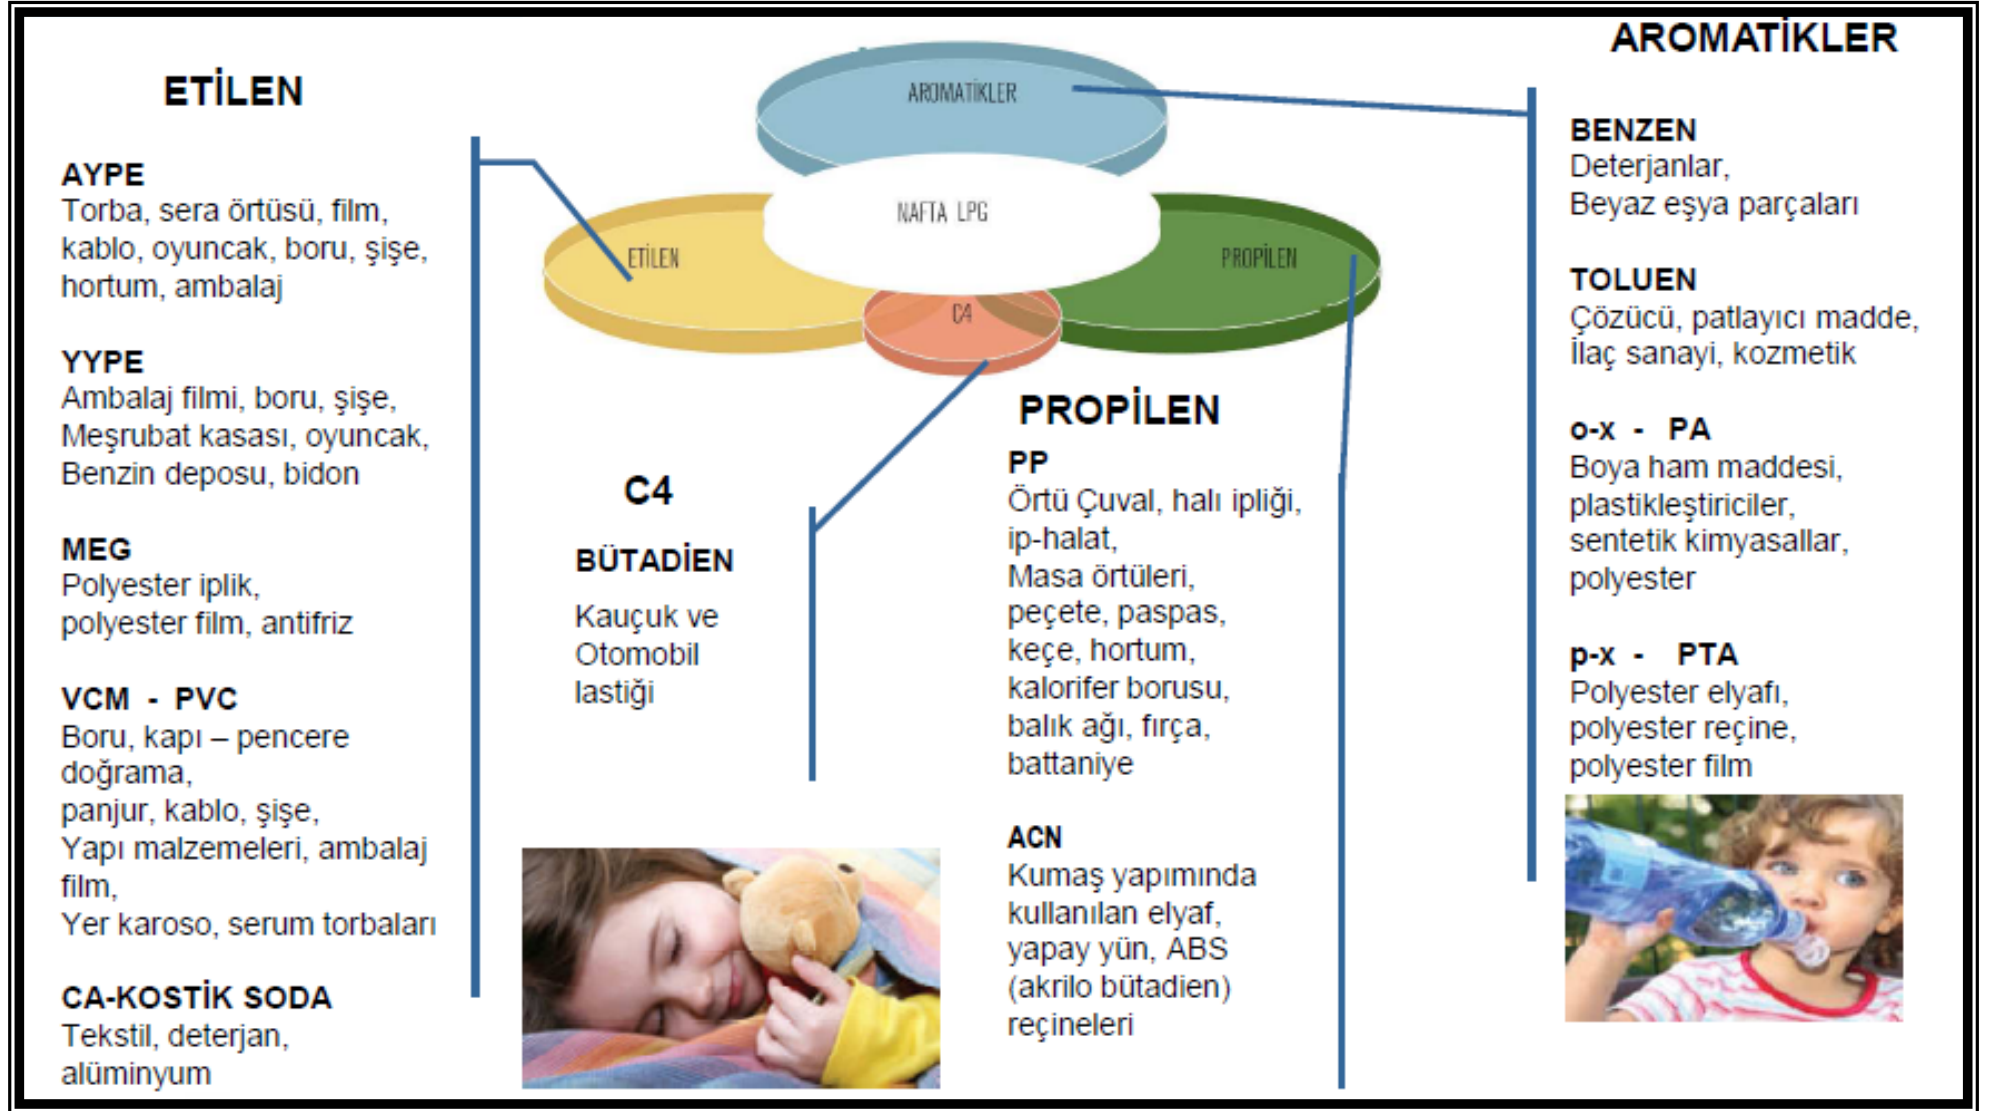 ETİLEN
AYPE
Torba, sera örtüsü, film,
kablo, oyuncak, boru, şişe,
hortum, ambalaj
YYPE
Ambalaj filmi, boru, şişe,
Meşrubat kasası, oyuncak,
Benzin deposu, bidon
MEG
Polyester iplik,
polyester film, antifriz
VCM - PVC
Boru, kapı – pencere
doğrama,
panjur, kablo, şişe,
Yapı malzemeleri, ambalaj
film,
Yer karoso, serum torbaları
CA-KOSTİK SODA
Tekstil, deterjan,
alüminyum
AROMATİKLER
NAFTA LPG
ETİLEN
PROPİLEN
C4
C4
BÜTADİEN
Kauçuk ve
Otomobil
lastiği
PROPİLEN
PP
Örtü Çuval, halı ipliği,
ip-halat,
Masa örtüleri,
peçete, paspas,
keçe, hortum,
kalorifer borusu,
balık ağı, fırça,
battaniye
ACN
Kumaş yapımında
kullanılan elyaf,
yapay yün, ABS
(akrilo bütadien)
reçineleri
AROMATİKLER
BENZEN
Deterjanlar,
Beyaz eşya parçaları
TOLUEN
Çözücü, patlayıcı madde,
İlaç sanayi, kozmetik
o-x - PA
Boya ham maddesi,
plastikleştiriciler,
sentetik kimyasallar,
polyester
p-x - PTA
Polyester elyafı,
polyester reçine,
polyester film